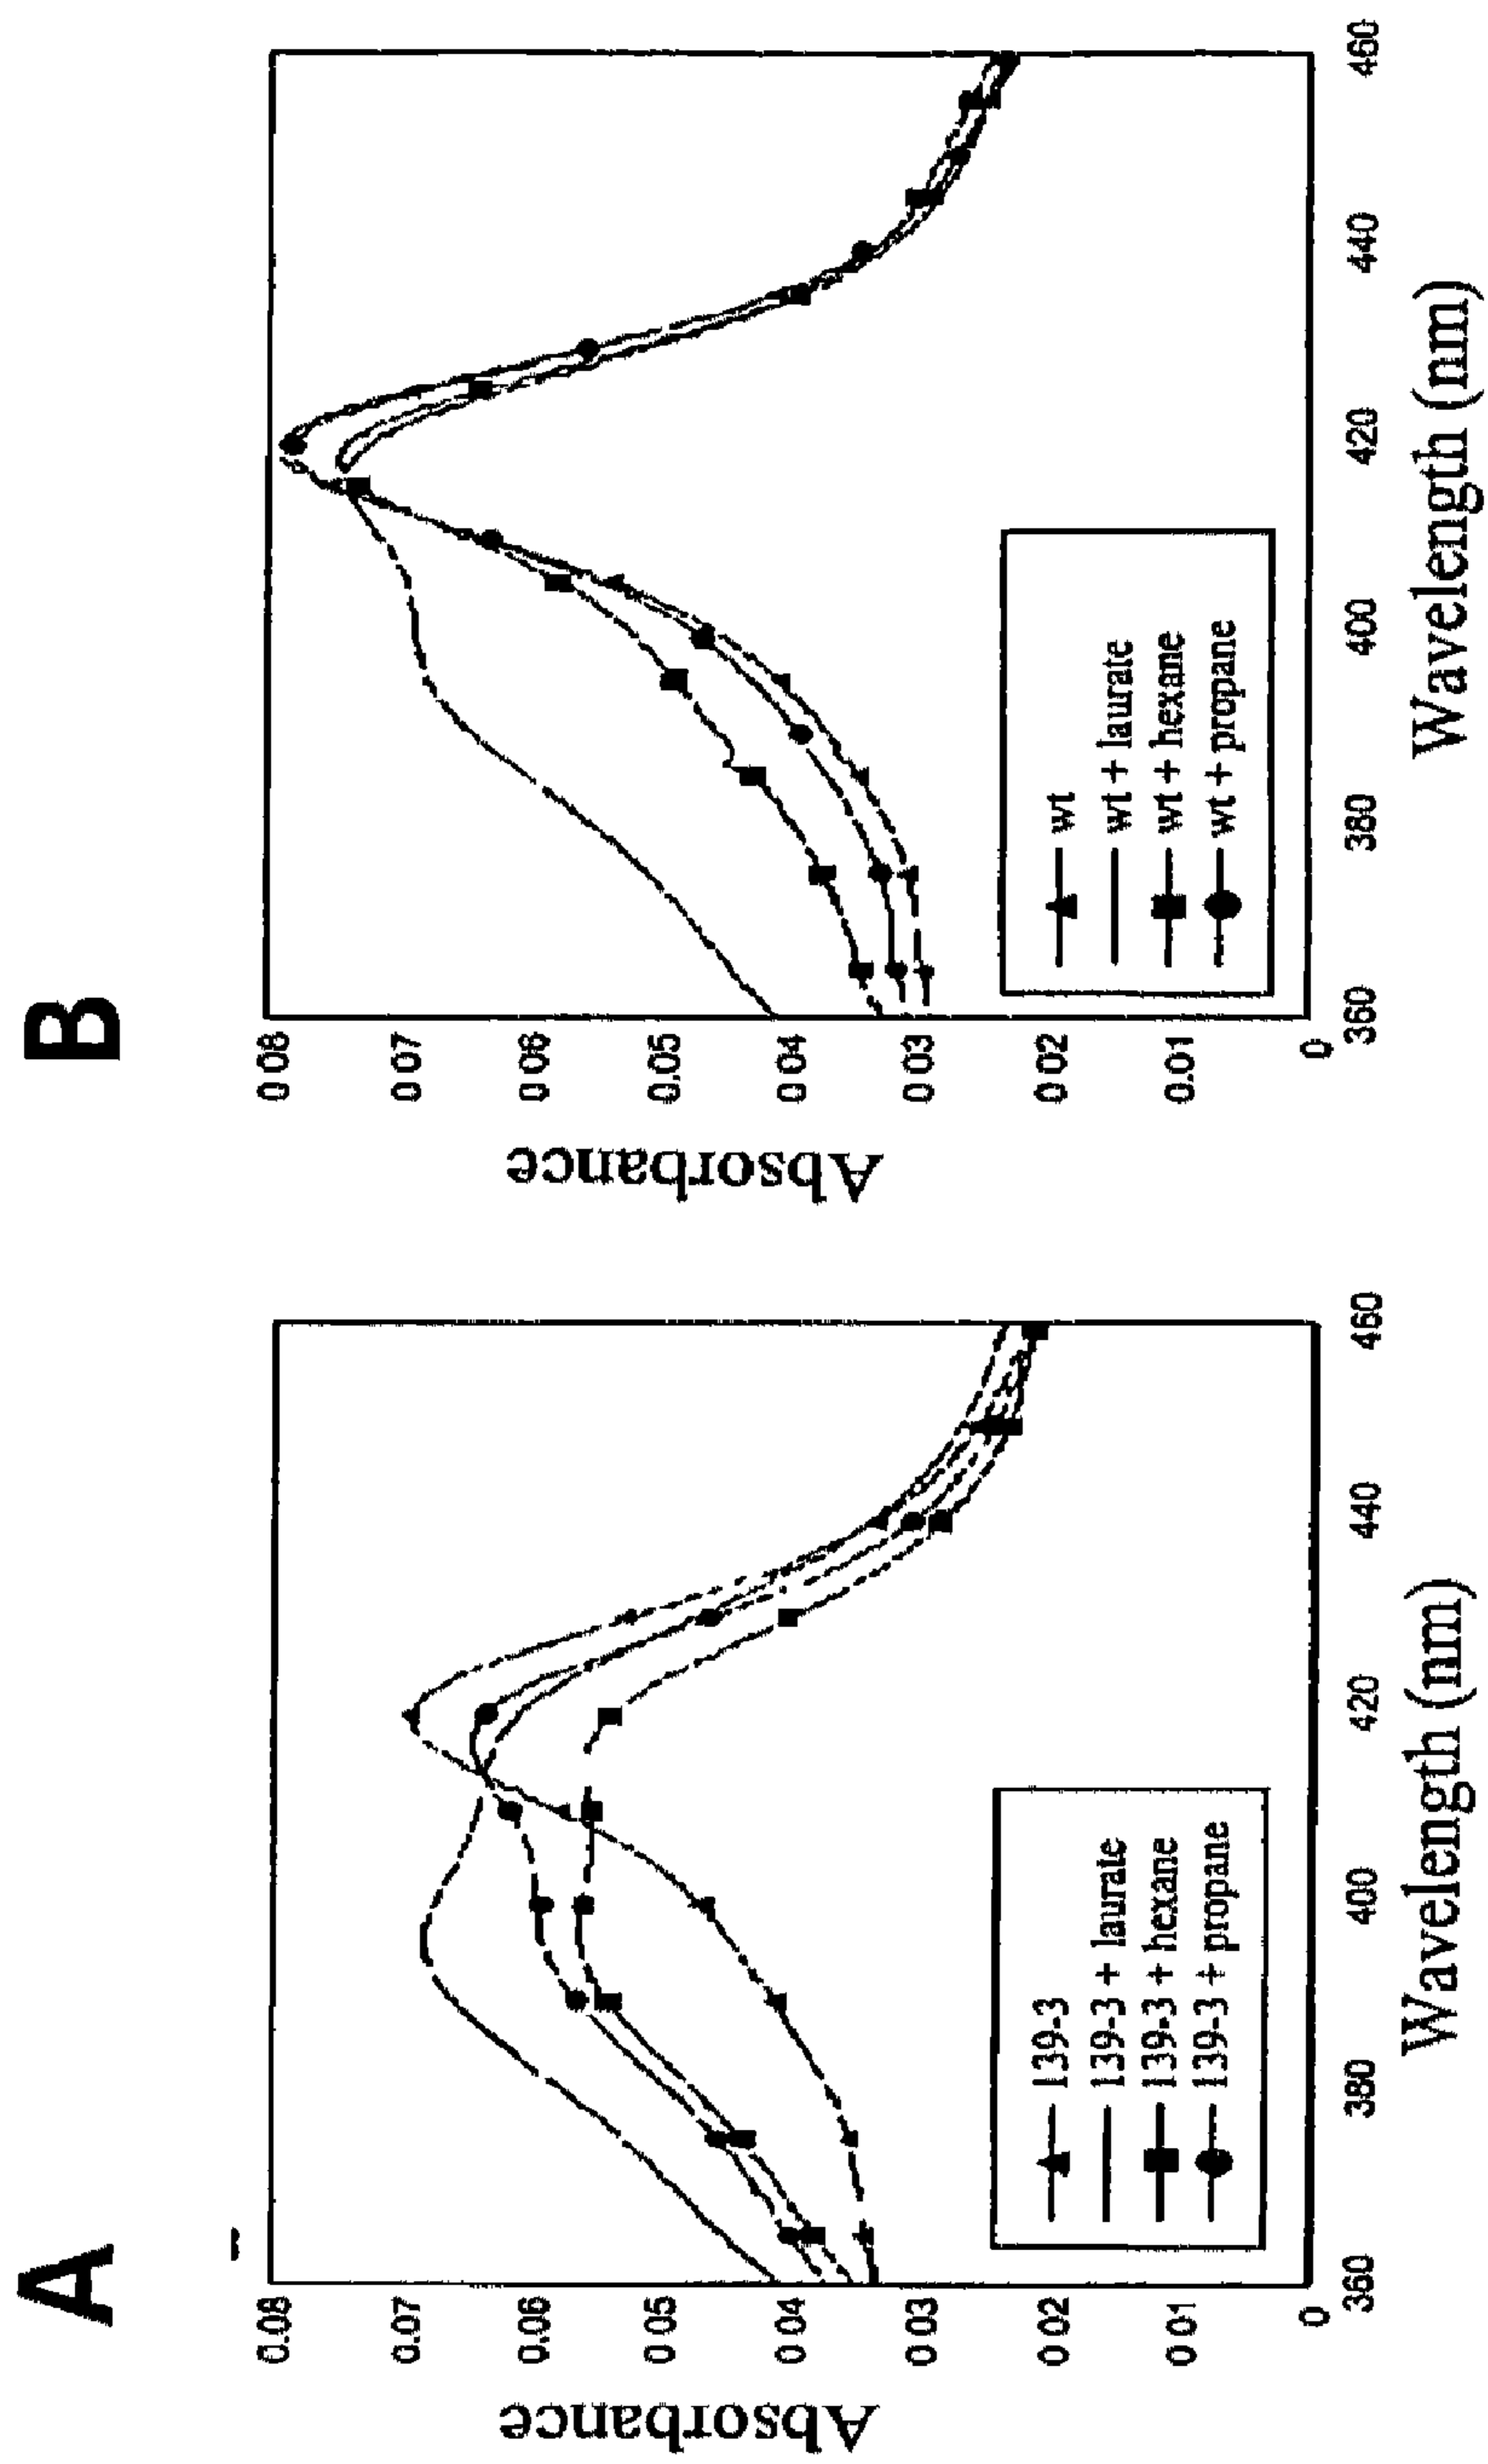 A
Absorbance
0.08
0.07
0.06
0 05
0 04
0 03
0 02
0 01
0
360
380
400
420
440
460
Wavelength (nm)
139-3
139-3 + laurate
139-3 + hexane
139-3 + propane
B
Absorbance
0 08
0 07
0 06
0.05
0 04
0 03
0 02
0.01
0
360
380
400
420
440
460
Wavelength (nm)
wt
wt + laurate
wt + hexane
wt + propane